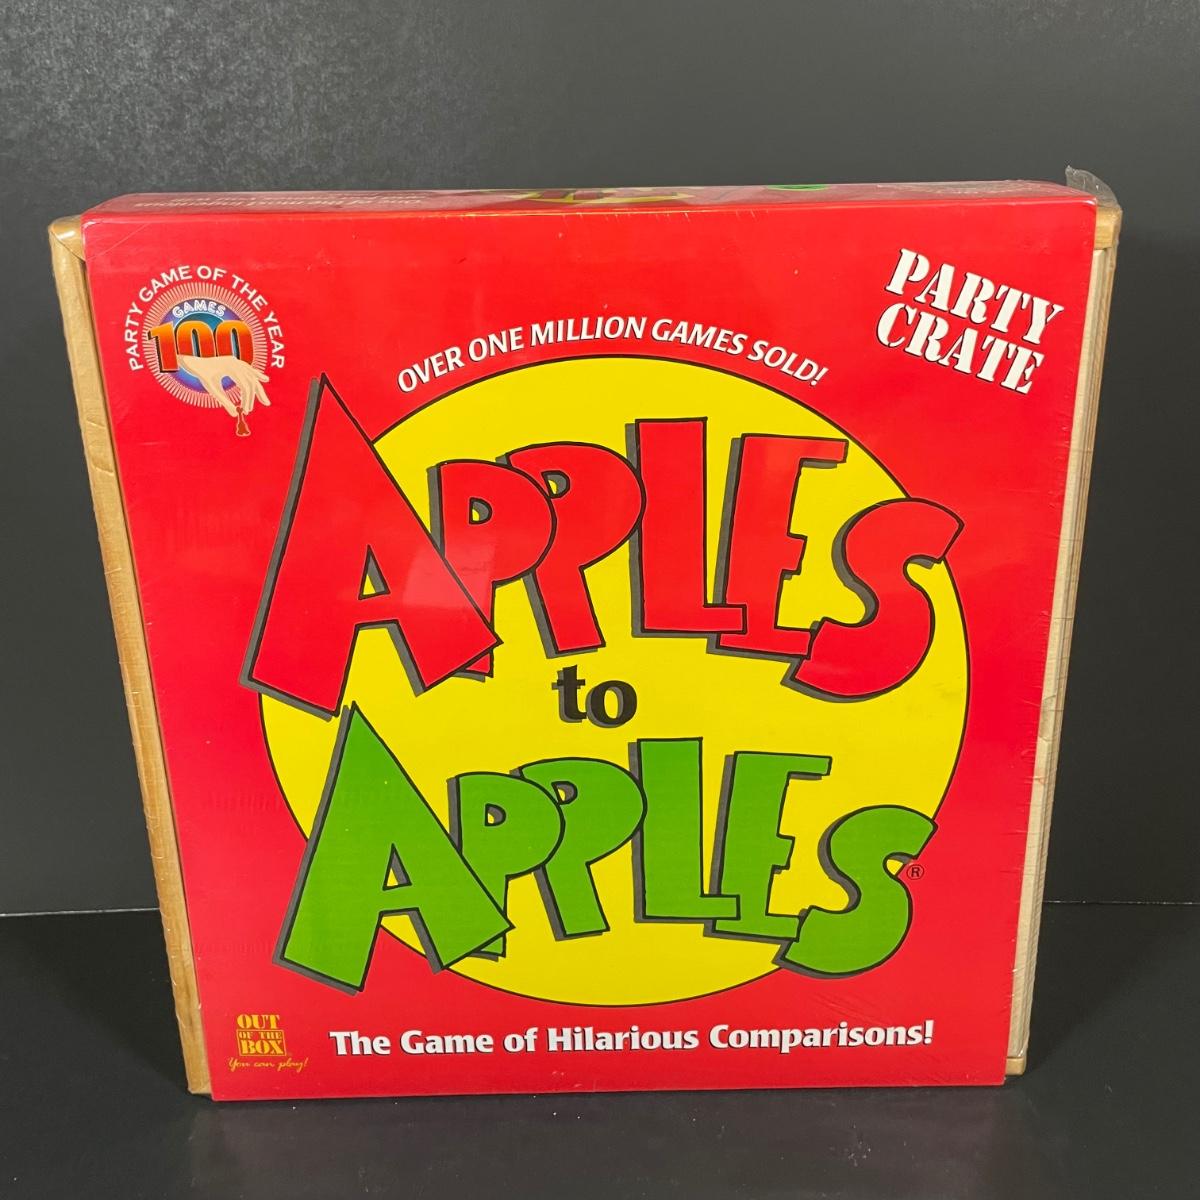 PARTY GAME OF THE YEAR
GAMES
100
PARTY
CRATE
OVER ONE MILLION GAMES SOLD!
APPLES
to
APPLES®
OUT
OF THE
BOX
You can play!
The Game of Hilarious Comparisons!